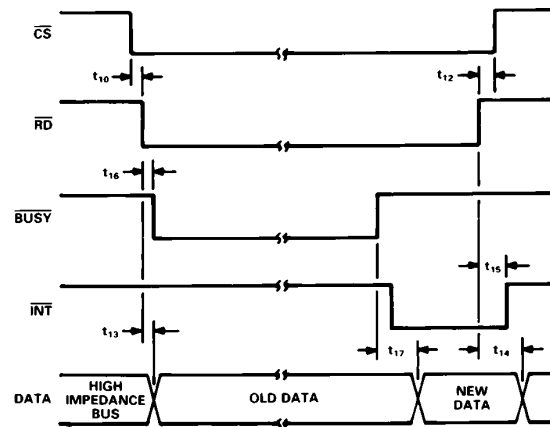 CS
t10
t12
RD
t16
BUSY
t15
INT
t13
t17
t14
DATA
HIGH
IMPEDANCE
BUS
OLD DATA
NEW
DATA